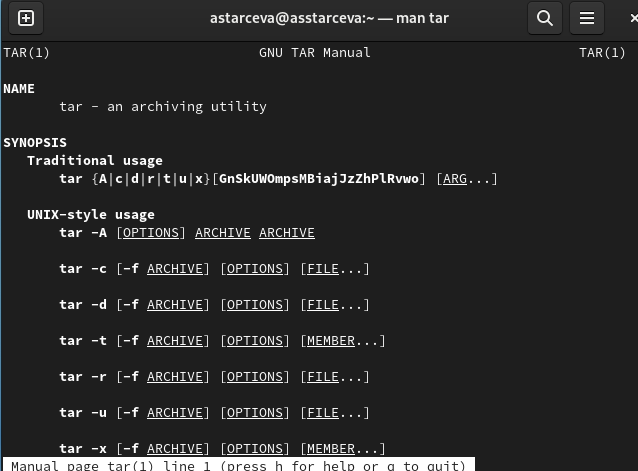 astarceva@asstarceva:~ — man tar
TAR(1) GNU TAR Manual TAR(1)
NAME
tar - an archiving utility
SYNOPSIS
Traditional usage
tar {A|c|d|r|t|u|x}[GnSkUWOmpsMBiajJzZhPlRvwo] [ARG...]
UNIX-style usage
tar -A [OPTIONS] ARCHIVE ARCHIVE
tar -c [-f ARCHIVE] [OPTIONS] [FILE...]
tar -d [-f ARCHIVE] [OPTIONS] [FILE...]
tar -t [-f ARCHIVE] [OPTIONS] [MEMBER...]
tar -r [-f ARCHIVE] [OPTIONS] [FILE...]
tar -u [-f ARCHIVE] [OPTIONS] [FILE...]
tar -x [-f ARCHIVE] [OPTIONS] [MEMBER...]
Manual page tar(1) line 1 (press h for help or q to quit)